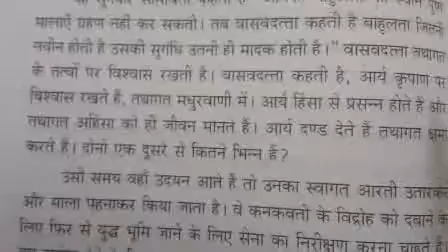 मालाएँ ग्रहण नहीं कर सकती। तब वासवदत्ता कहती है बाहुलता जितनी
नवीन होती है उसकी सुगंधि उतनी ही मादक होती है।" वासवदत्ता तथागत
के तत्वों पर विश्वास रखती है। वासवदत्ता कहती है, आर्य कृपाण पर
विश्वास रखते हैं, तथागत मधुरवाणी में। आर्य हिंसा से प्रसन्न होते हैं और
तथागत अहिंसा को ही जीवन मानते हैं। आर्य दण्ड देते हैं तथागत क्षमा
करते हैं। दोनों एक दूसरे से कितने भिन्न हैं?
उसी समय वहाँ उदयन आते हैं तो उनका स्वागत आरती उतारकर
और माला पहनाकर किया जाता है। वे कनकवती के विद्रोह को दबाने के
लिए फिर से युद्ध भूमि जाने के लिए सेना का निरीक्षण करना चाहते हैं